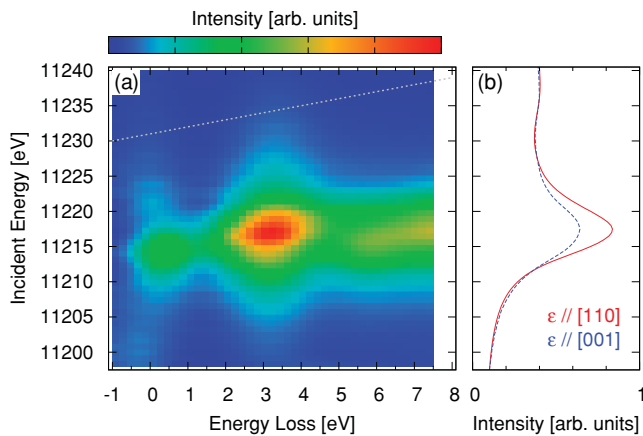 Intensity [arb. units]
(a)
(b)
Incident Energy [eV]
11240
11235
11230
11225
11220
11215
11210
11205
11200
-1 0 1 2 3 4 5 6 7 8
Energy Loss [eV]
ε // [110]
ε // [001]
0 1
Intensity [arb. units]